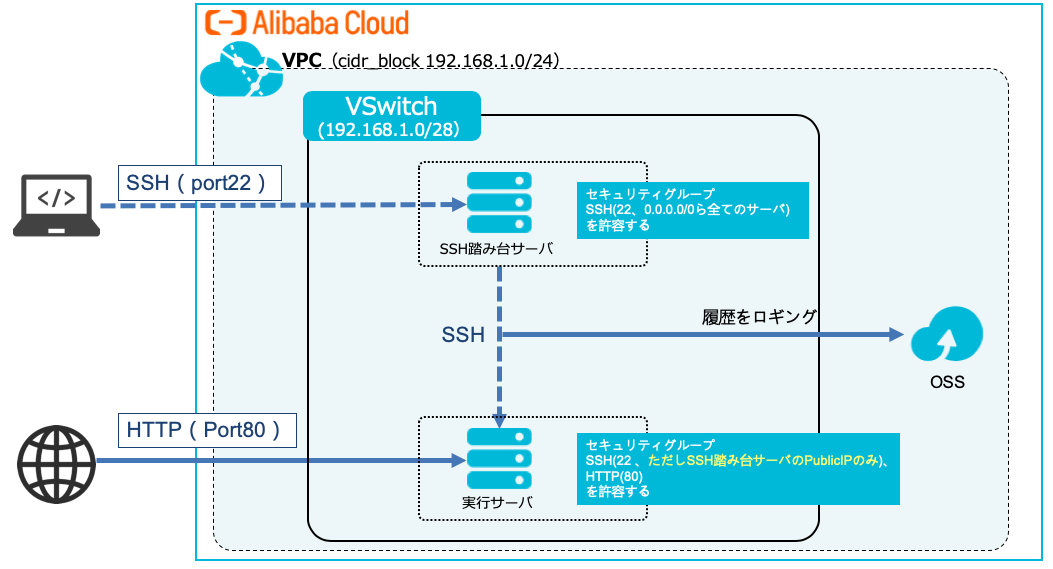 Alibaba Cloud
VPC（cidr_block 192.168.1.0/24）
VSwitch
(192.168.1.0/28）
SSH（port22）
セキュリティグループ
SSH(22、0.0.0.0/0ら全てのサーバ)
を許容する
SSH踏み台サーバ
履歴をロギング
SSH
OSS
HTTP（Port80）
セキュリティグループ
SSH(22 、ただしSSH踏み台サーバのPublicIPのみ)、
HTTP(80)
を許容する
実行サーバ